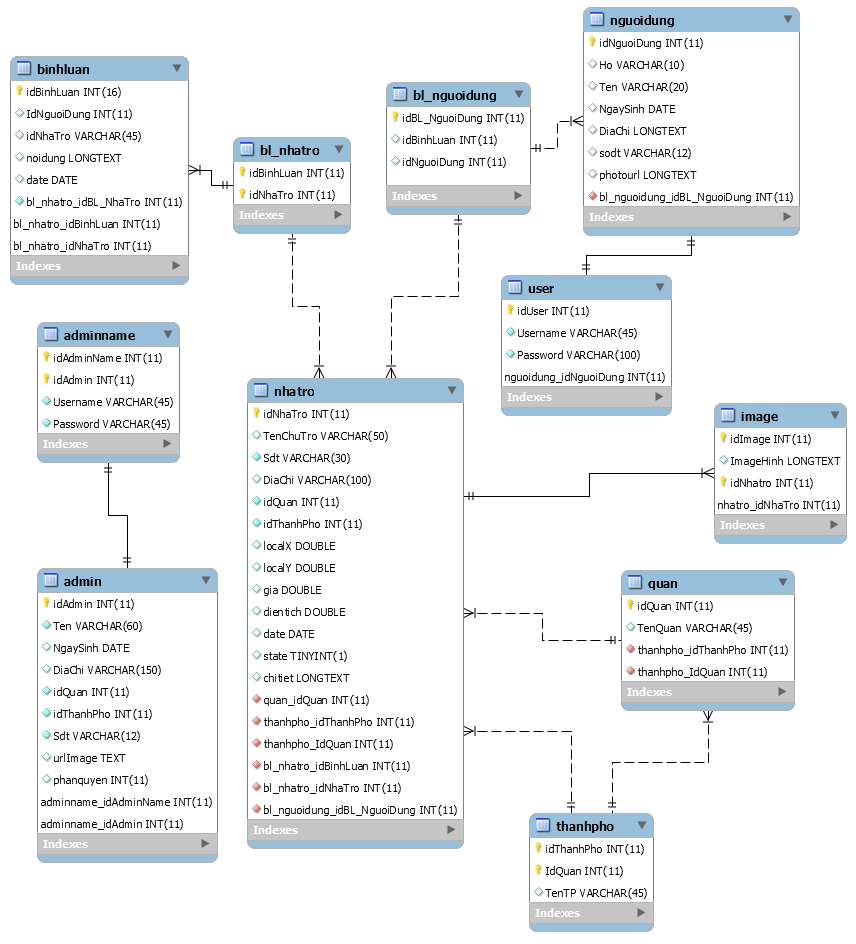 binhluan
idBinhLuan INT(16)
IdNguoiDung INT(11)
idNhaTro VARCHAR(45)
noidung LONGTEXT
date DATE
bl_nhatro_idBL_NhaTro INT(11)
bl_nhatro_idBinhLuan INT(11)
bl_nhatro_idNhaTro INT(11)
Indexes
bl_nhatro
idBinhLuan INT(11)
idNhaTro INT(11)
Indexes
bl_nguoidung
idBL_NguoiDung INT(11)
idBinhLuan INT(11)
idNguoiDung INT(11)
Indexes
nguoidung
idNguoiDung INT(11)
Ho VARCHAR(10)
Ten VARCHAR(20)
NgaySinh DATE
DiaChi LONGTEXT
sodt VARCHAR(12)
photourl LONGTEXT
bl_nguoidung_idBL_NguoiDung INT(11)
Indexes
user
idUser INT(11)
Username VARCHAR(45)
Password VARCHAR(100)
nguoidung_idNguoiDung INT(11)
Indexes
adminname
idAdminName INT(11)
idAdmin INT(11)
Username VARCHAR(45)
Password VARCHAR(45)
Indexes
nhatro
idNhaTro INT(11)
TenChuTro VARCHAR(50)
Sdt VARCHAR(30)
DiaChi VARCHAR(100)
idQuan INT(11)
idThanhPho INT(11)
localX DOUBLE
localY DOUBLE
gia DOUBLE
dientich DOUBLE
date DATE
state TINYINT(1)
chitiet LONGTEXT
quan_idQuan INT(11)
thanhpho_idThanhPho INT(11)
thanhpho_IdQuan INT(11)
bl_nhatro_idBinhLuan INT(11)
bl_nhatro_idNhaTro INT(11)
bl_nguoidung_idBL_NguoiDung INT(11)
Indexes
image
idImage INT(11)
ImageHinh LONGTEXT
idNhatro INT(11)
nhatro_idNhaTro INT(11)
Indexes
admin
idAdmin INT(11)
Ten VARCHAR(60)
NgaySinh DATE
DiaChi VARCHAR(150)
idQuan INT(11)
idThanhPho INT(11)
Sdt VARCHAR(12)
urlImage TEXT
phanquyen INT(11)
adminname_idAdminName INT(11)
adminname_idAdmin INT(11)
Indexes
quan
idQuan INT(11)
TenQuan VARCHAR(45)
thanhpho_idThanhPho INT(11)
thanhpho_IdQuan INT(11)
Indexes
thanhpho
idThanhPho INT(11)
IdQuan INT(11)
TenTP VARCHAR(45)
Indexes